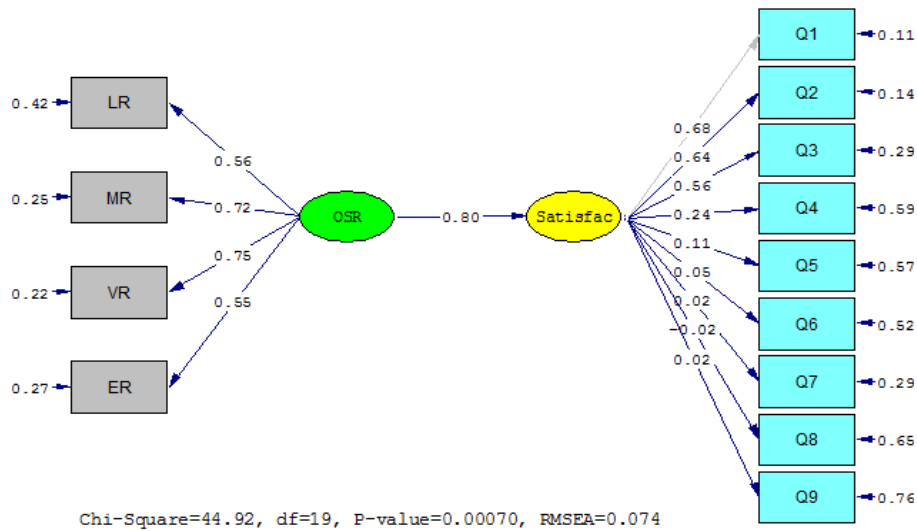 Q1
0.11
Q2
0.14
0.42
LR
0.68
0.56
0.64
Q3
0.29
0.25
MR
0.72
OSR
0.80
Satisfac
0.56
0.24
Q4
0.59
0.75
0.11
Q5
0.57
0.22
VR
0.55
0.05
0.02
-0.02
Q6
0.52
0.27
ER
0.02
Q7
0.29
Q8
0.65
Q9
0.76
Chi-Square=44.92, df=19, P-value=0.00070, RMSEA=0.074